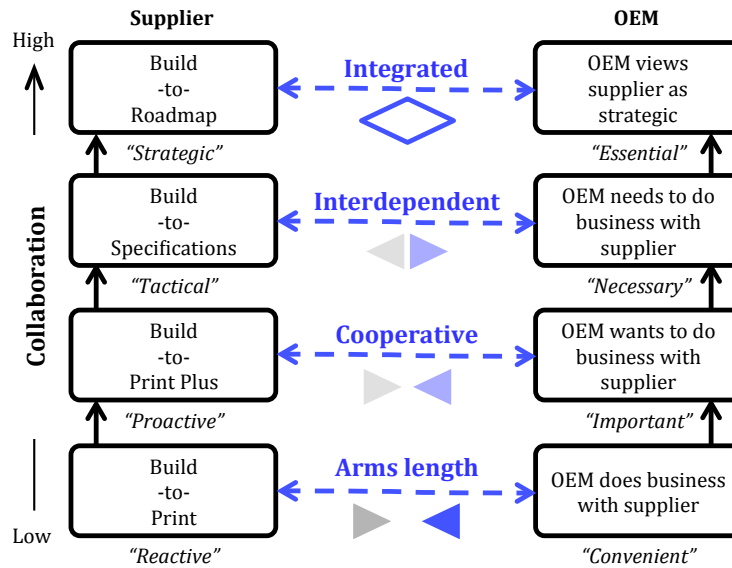 Supplier
OEM
High
Build
-to-
Roadmap
Integrated
OEM views
supplier as
strategic
“Strategic”
“Essential”
Build
-to-
Specifications
Interdependent
OEM needs to do
business with
supplier
“Tactical”
“Necessary”
Collaboration
Build
-to-
Print Plus
Cooperative
OEM wants to do
business with
supplier
“Proactive”
“Important”
Build
-to-
Print
Arms length
OEM does business
with supplier
Low
“Reactive”
“Convenient”